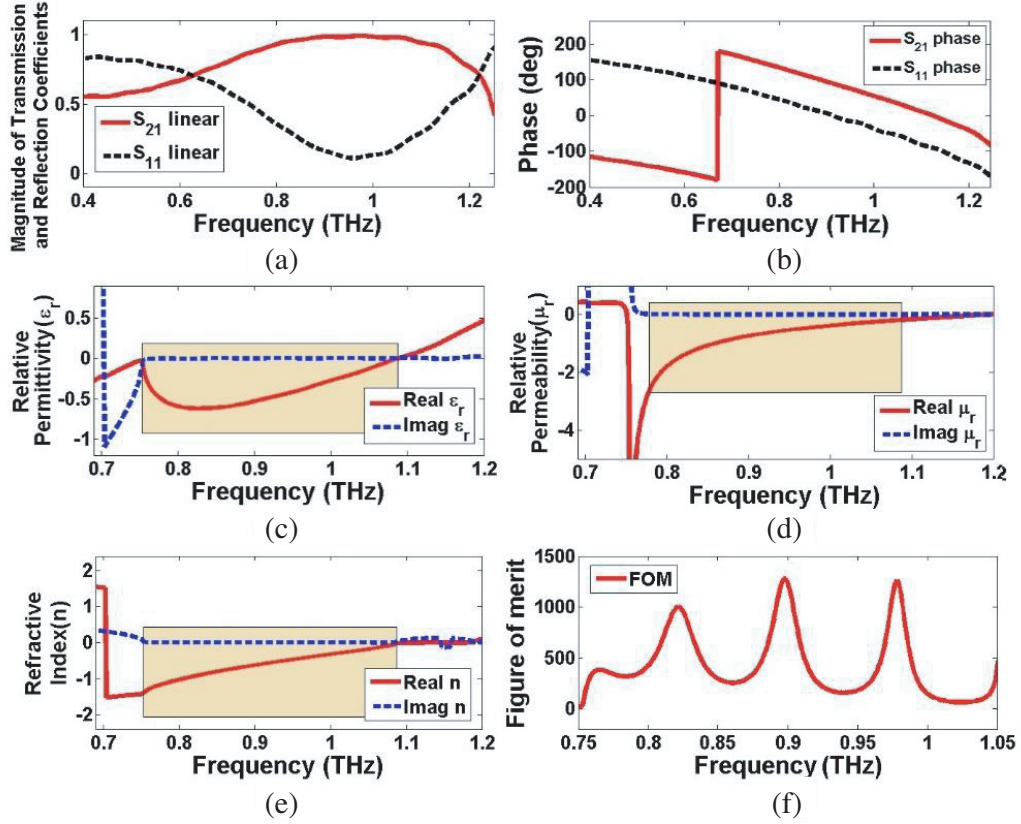 Magnitude of Transmission
and Reflection Coefficients
1
0.5
0
S21 linear
S11 linear
0.4 0.6 0.8 1 1.2
Frequency (THz)
(a)
Phase (deg)
200
100
0
-100
-200
S21 phase
S11 phase
0.4 0.6 0.8 1 1.2
Frequency (THz)
(b)
Relative
Permittivity(εr)
0.5
0
-0.5
-1
Real εr
Imag εr
0.7 0.8 0.9 1 1.1 1.2
Frequency (THz)
(c)
Relative
Permeability(μr)
0
-2
-4
Real μr
Imag μr
0.7 0.8 0.9 1 1.1 1.2
Frequency (THz)
(d)
Refractive
Index(n)
2
1
0
-1
-2
Real n
Imag n
0.7 0.8 0.9 1 1.1 1.2
Frequency (THz)
(e)
Figure of merit
1500
1000
500
0
FOM
0.75 0.8 0.85 0.9 0.95 1 1.05
Frequency (THz)
(f)